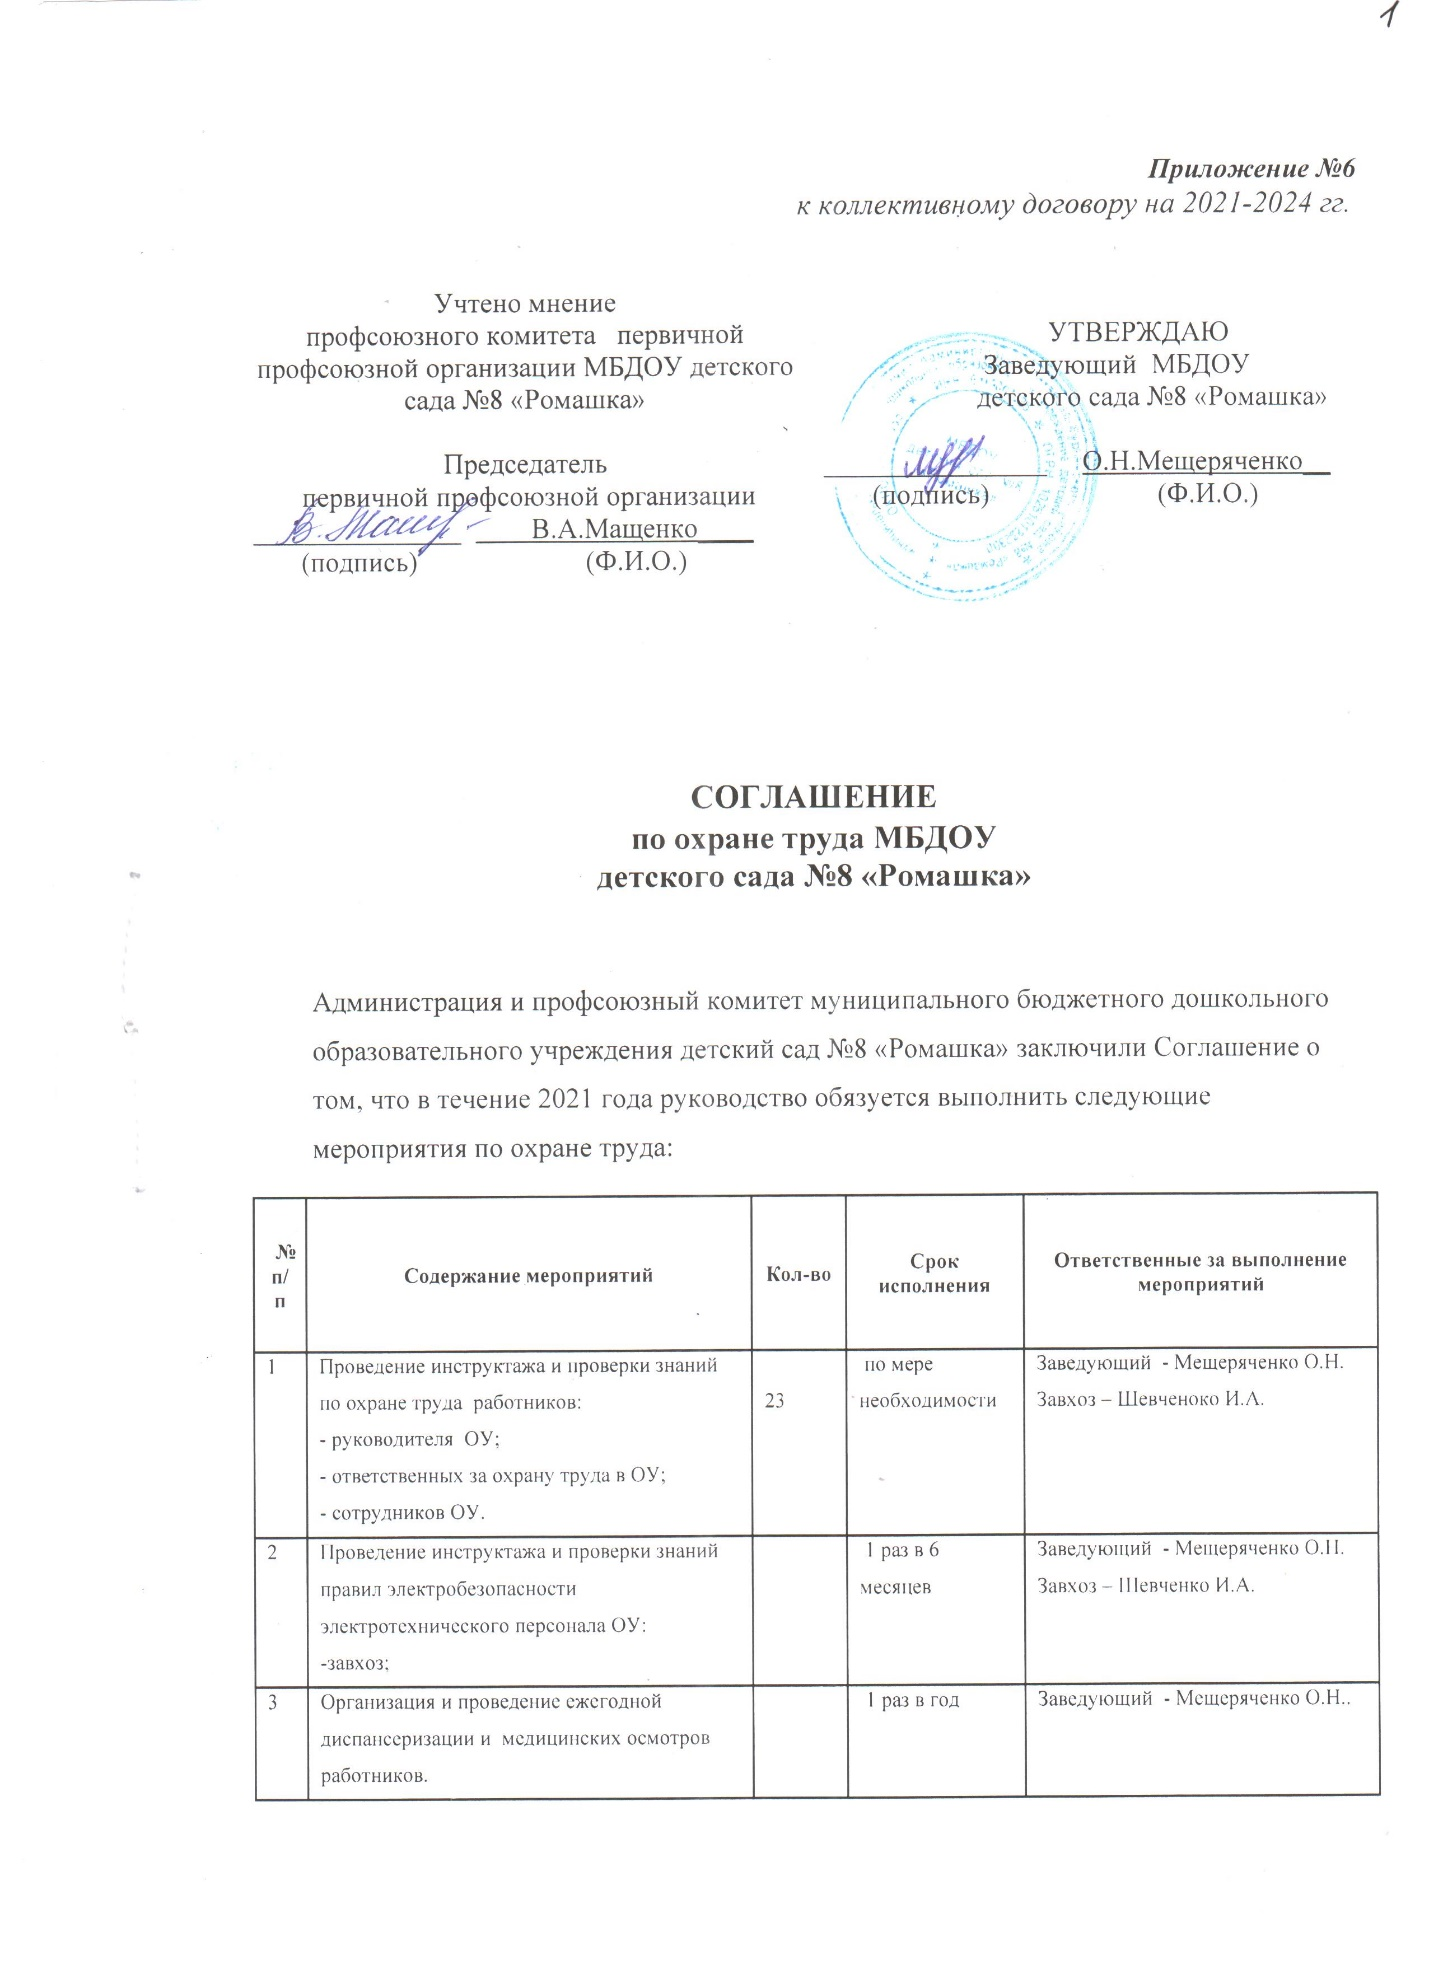 1
Приложение №6
к коллективному договору на 2021-2024 гг.
Учтено мнение
профсоюзного комитета первичной
профсоюзной организации МБДОУ детского
сада №8 «Ромашка»
Председатель
первичной профсоюзной организации
В.А.Мащенко
(подпись) (Ф.И.О.)
УТВЕРЖДАЮ
Заведующий МБДОУ
детского сада №8 «Ромашка»
О.Н.Мещеряченко
(подпись) (Ф.И.О.)
СОГЛАШЕНИЕ
по охране труда МБДОУ
детского сада №8 «Ромашка»
Администрация и профсоюзный комитет муниципального бюджетного дошкольного
образовательного учреждения детский сад №8 «Ромашка» заключили Соглашение о
том, что в течение 2021 года руководство обязуется выполнить следующие
мероприятия по охране труда:
№
п/
п
Содержание мероприятий
Кол-во
Срок
исполнения
Ответственные за выполнение
мероприятий
1
Проведение инструктажа и проверки знаний
по охране труда работников:
- руководителя ОУ;
- ответственных за охрану труда в ОУ;
- сотрудников ОУ.
23
по мере
необходимости
Заведующий - Мещеряченко О.Н.
Завхоз – Шевченоко И.А.
2
Проведение инструктажа и проверки знаний
правил электробезопасности
электротехнического персонала ОУ:
-завхоз;
1 раз в 6
месяцев
Заведующий - Мещеряченко О.Н.
Завхоз – Шевченко И.А.
3
Организация и проведение ежегодной
диспансеризации и медицинских осмотров
работников.
1 раз в год
Заведующий - Мещеряченко О.Н..